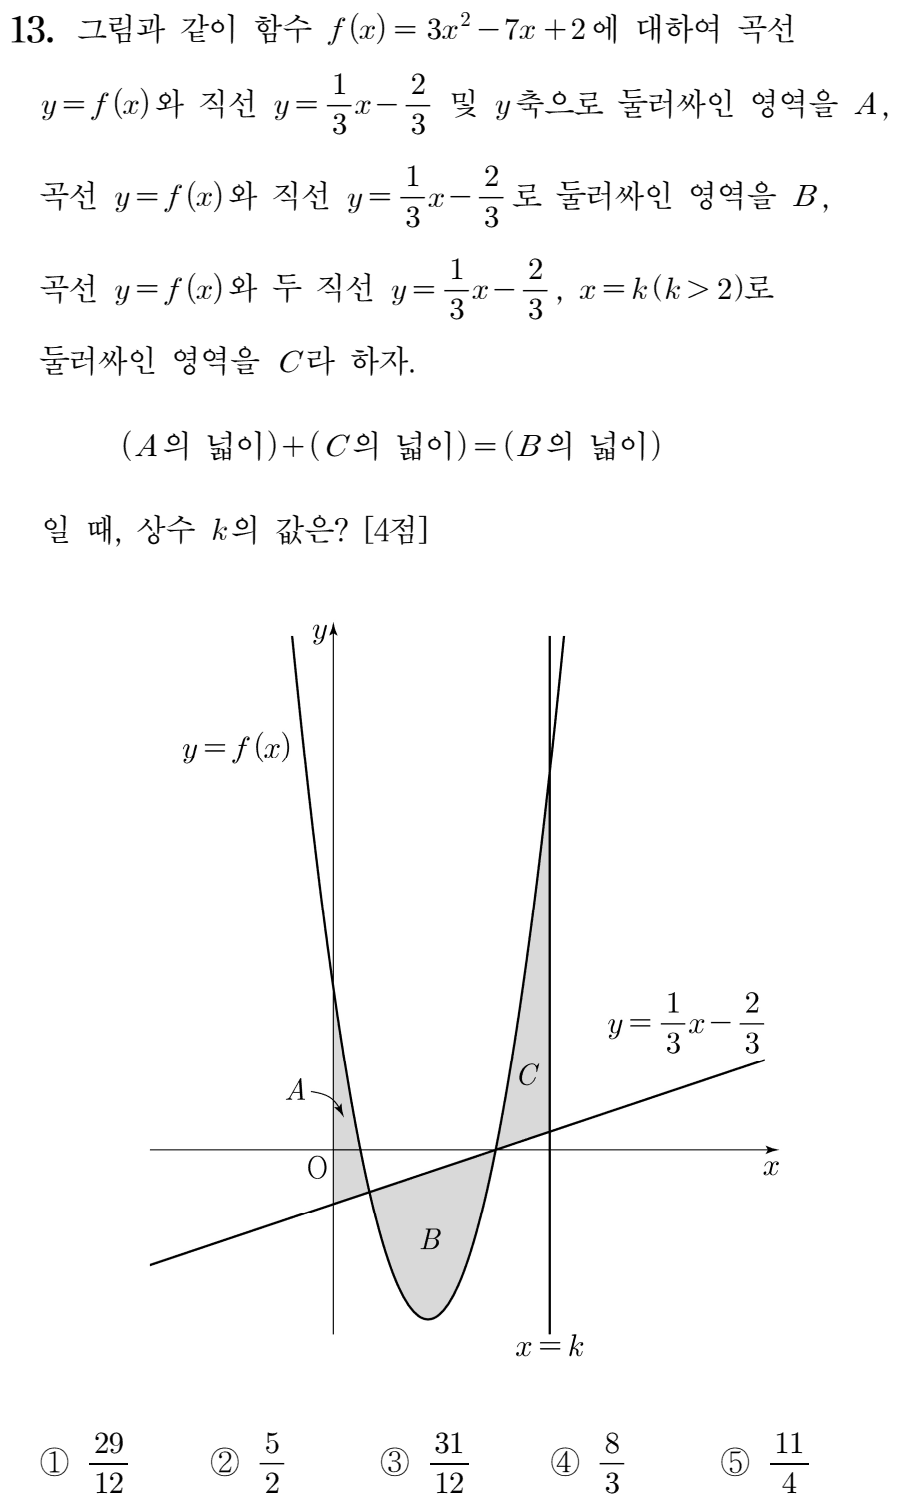 13. 그림과 같이 함수 f(x) = 3x² − 7x + 2에 대하여 곡선
y = f(x)와 직선 y = 1/3 x − 2/3 및 y축으로 둘러싸인 영역을 A,
곡선 y = f(x)와 직선 y = 1/3 x − 2/3로 둘러싸인 영역을 B,
곡선 y = f(x)와 두 직선 y = 1/3 x − 2/3, x = k(k > 2)로
둘러싸인 영역을 C라 하자.
(A의 넓이) + (C의 넓이) = (B의 넓이)
일 때, 상수 k의 값은? [4점]
y
y = f(x)
y = 1/3 x − 2/3
C
A
O
x
B
x = k
① 29/12 ② 5/2 ③ 31/12 ④ 8/3 ⑤ 11/4